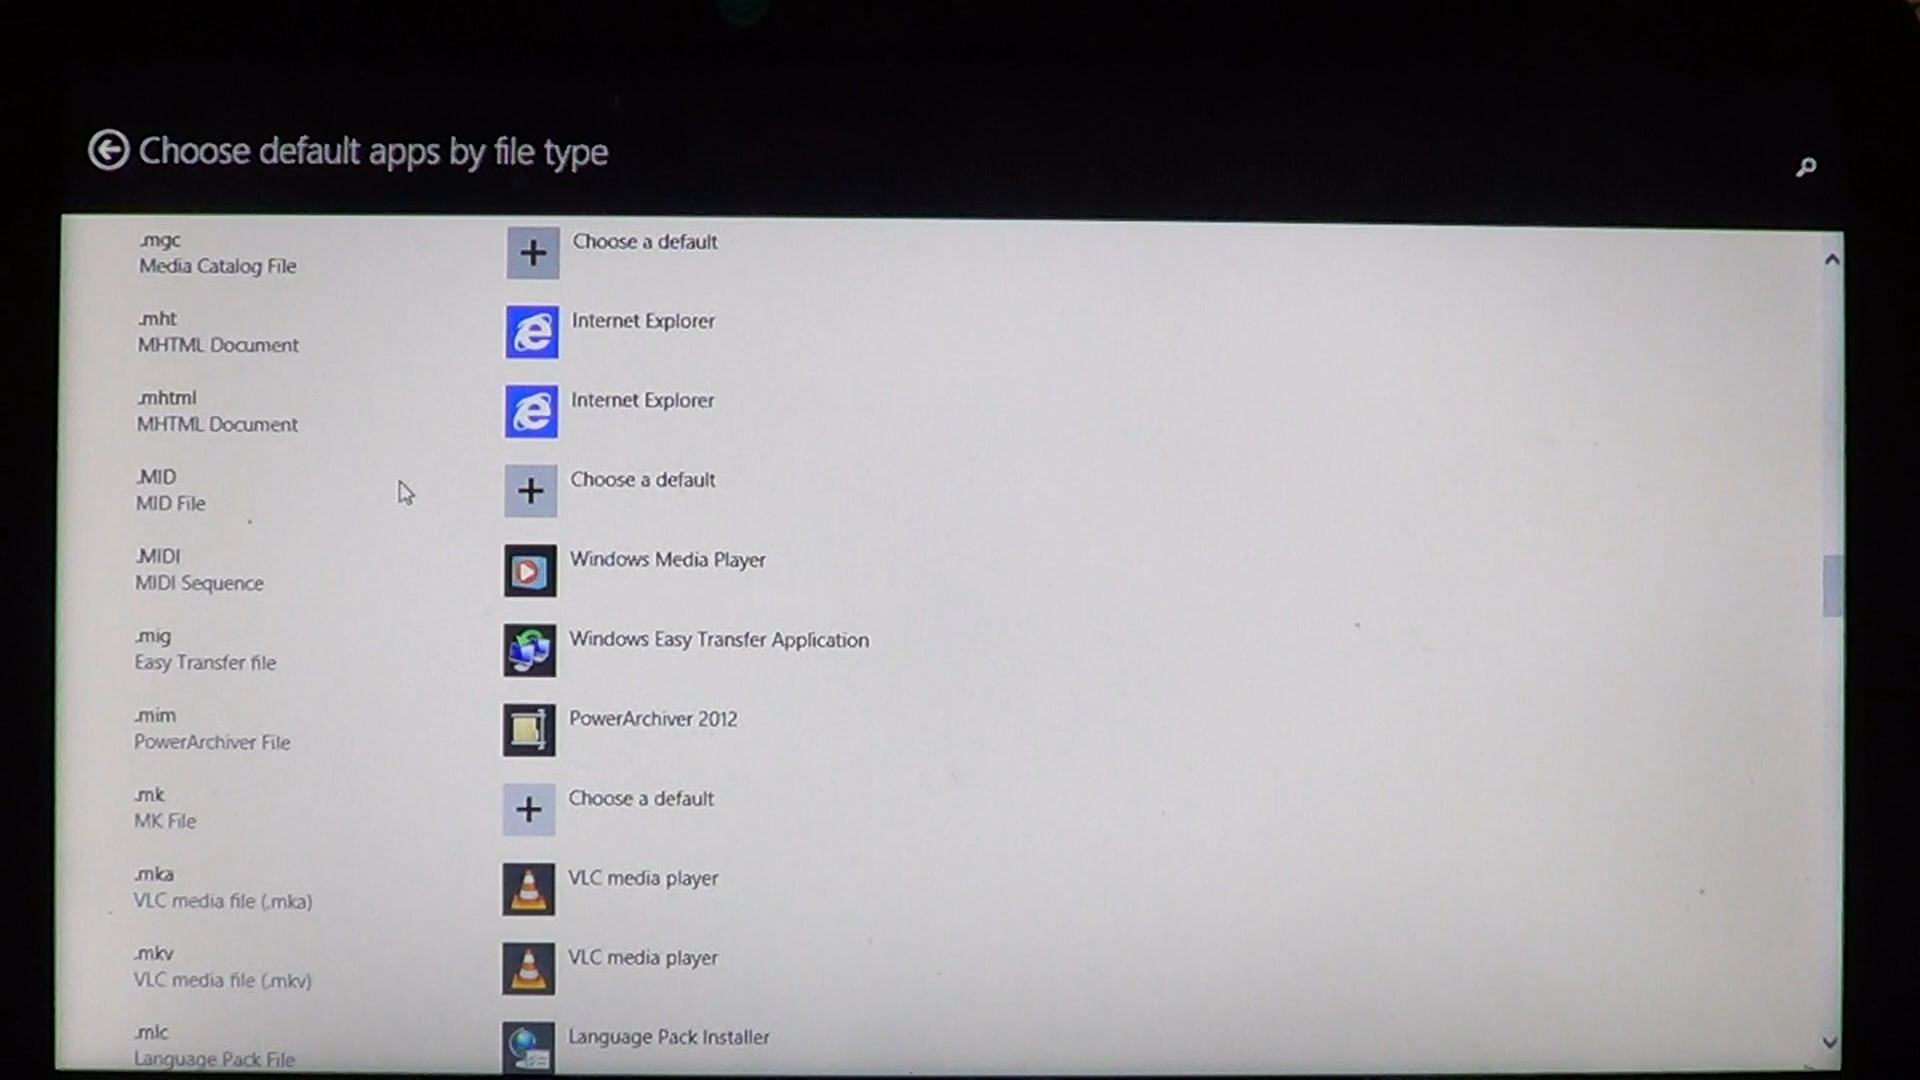 Choose default apps by file type
.mgc
Media Catalog File
Choose a default
.mht
MHTML Document
Internet Explorer
.mhtml
MHTML Document
Internet Explorer
.MID
MID File
Choose a default
.MIDI
MIDI Sequence
Windows Media Player
.mig
Easy Transfer file
Windows Easy Transfer Application
.mim
PowerArchiver File
PowerArchiver 2012
.mk
MK File
Choose a default
.mka
VLC media file (.mka)
VLC media player
.mkv
VLC media file (.mkv)
VLC media player
.mlc
Language Pack File
Language Pack Installer